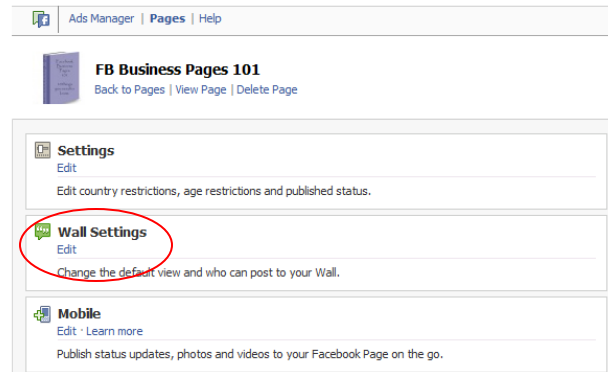 Ads Manager | Pages | Help
FB Business Pages 101
Back to Pages | View Page | Delete Page
Settings
Edit
Edit country restrictions, age restrictions and published status.
Wall Settings
Edit
Change the default view and who can post to your Wall.
Mobile
Edit · Learn more
Publish status updates, photos and videos to your Facebook Page on the go.